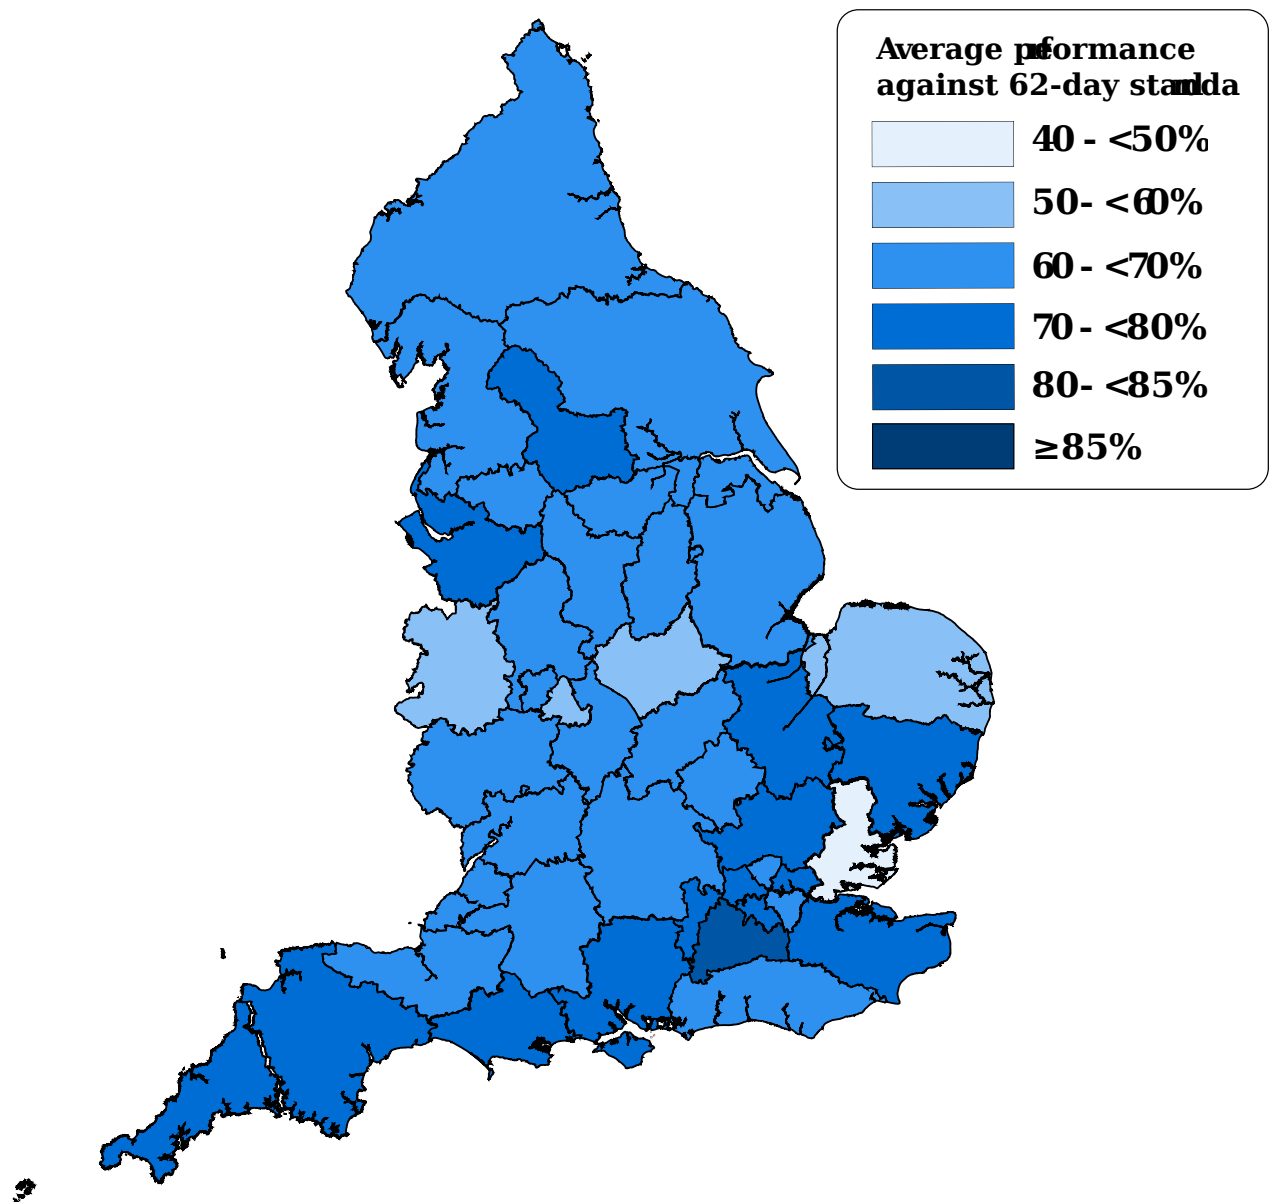 Average performance
against 62-day standard
40 - <50%
50 - <60%
60 - <70%
70 - <80%
80 - <85%
≥85%